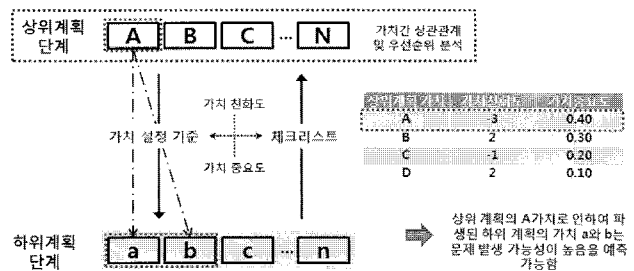 상위계획
단계
A B C ... N
가치간 상관관계
및 우선순위 분석
가치 친화도
가치 설정 기준
체크리스트
가치 중요도
A -3 0.40
B 2 0.30
C -1 0.20
D 2 0.10
하위계획
단계
a b c ... n
상위 계획의 A가치로 인하여 파
생된 하위 계획의 가치 a와 b는
문제 발생 가능성이 높음을 예측
가능함